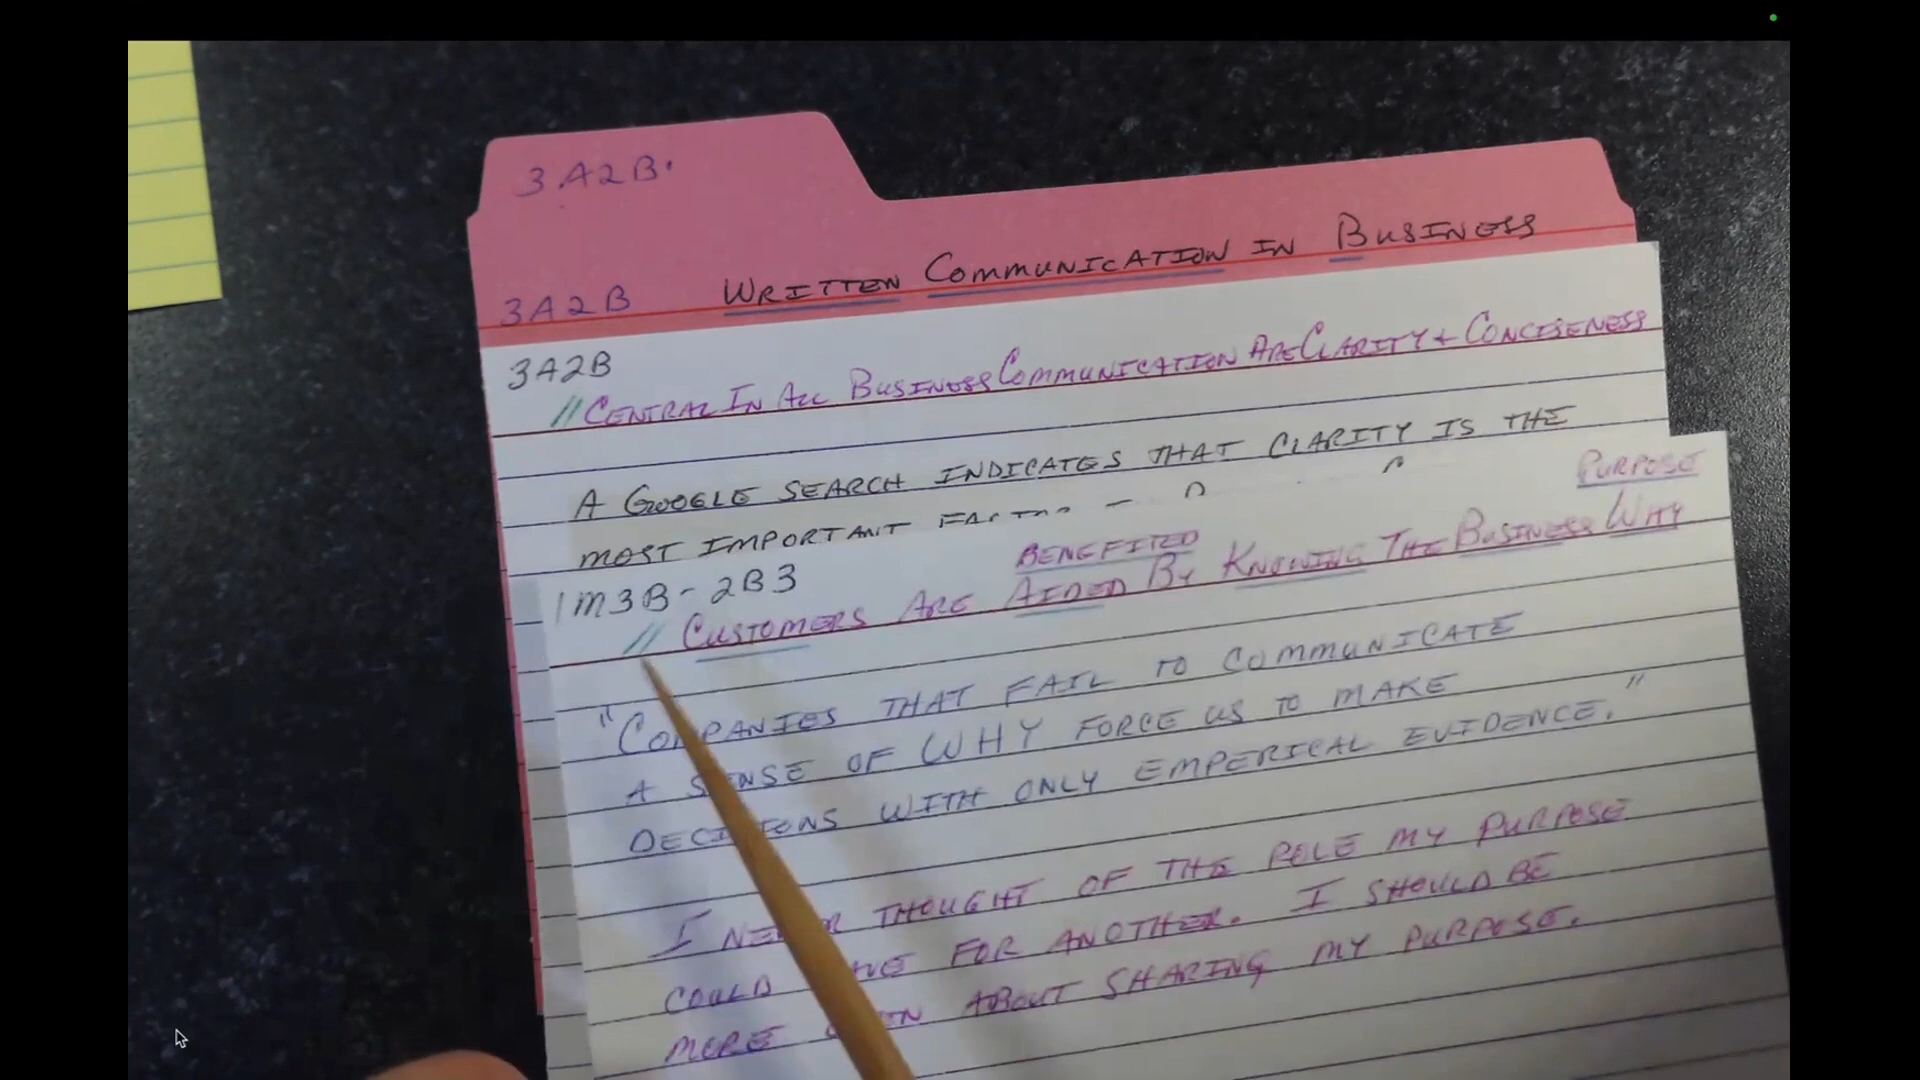 3A2B.
3A2B WRITTEN COMMUNICATION IN BUSINESS
3A2B
// CENTRAL IN ALL BUSINESS COMMUNICATION ARE CLARITY + CONCISENESS
A GOOGLE SEARCH INDICATES THAT CLARITY IS THE
MOST IMPORTANT
PURPOSE
1M3B-2B3
BENEFITED
// CUSTOMERS ARE AIDED BY KNOWING THE BUSINESS WHY
"COMPANIES THAT FAIL TO COMMUNICATE
A SENSE OF WHY FORCE US TO MAKE
DECISIONS WITH ONLY EMPERICAL EVIDENCE."
I NEVER THOUGHT OF THE ROLE MY PURPOSE
COULD HAVE FOR ANOTHER. I SHOULD BE
MORE OPEN ABOUT SHARING MY PURPOSE.